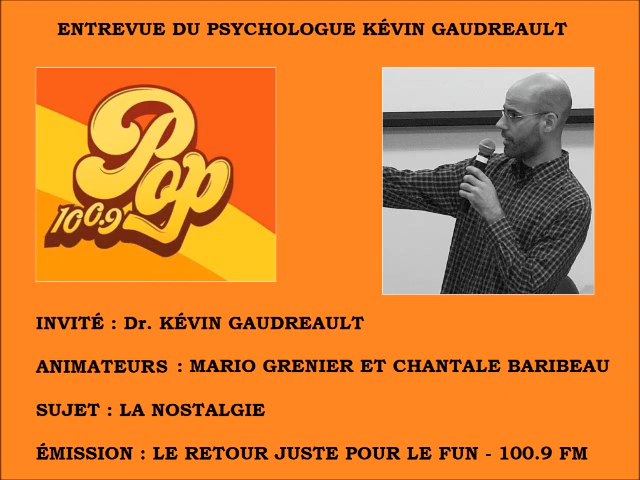 ENTREVUE DU PSYCHOLOGUE KÉVIN GAUDREAULT
Pop
100.9
INVITÉ : Dr. KÉVIN GAUDREAULT
ANIMATEURS : MARIO GRENIER ET CHANTALE BARIBEAU
SUJET : LA NOSTALGIE
ÉMISSION : LE RETOUR JUSTE POUR LE FUN - 100.9 FM